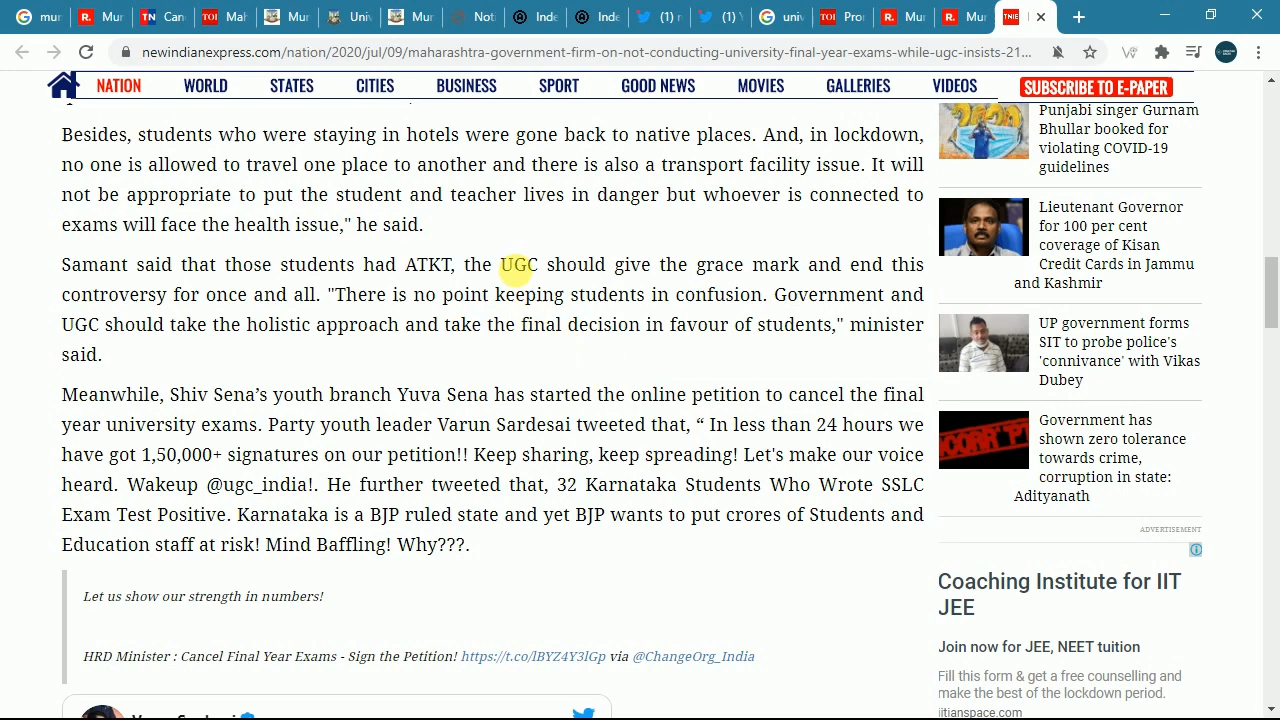 mur
Mur
Can
Mah
Mur
Univ
Mur
Noti
Inde
Inde
(1) n
(1) \
univ
Pror
Mur
Mur
TNIE
newindianexpress.com/nation/2020/jul/09/maharashtra-government-firm-on-not-conducting-university-final-year-exams-while-ugc-insists-21...
NATION WORLD STATES CITIES BUSINESS SPORT GOOD NEWS MOVIES GALLERIES VIDEOS SUBSCRIBE TO E-PAPER
Besides, students who were staying in hotels were gone back to native places. And, in lockdown,
no one is allowed to travel one place to another and there is also a transport facility issue. It will
not be appropriate to put the student and teacher lives in danger but whoever is connected to
exams will face the health issue," he said.
Samant said that those students had ATKT, the UGC should give the grace mark and end this
controversy for once and all. "There is no point keeping students in confusion. Government and
UGC should take the holistic approach and take the final decision in favour of students," minister
said.
Meanwhile, Shiv Sena’s youth branch Yuva Sena has started the online petition to cancel the final
year university exams. Party youth leader Varun Sardesai tweeted that, “ In less than 24 hours we
have got 1,50,000+ signatures on our petition!! Keep sharing, keep spreading! Let's make our voice
heard. Wakeup @ugc_india!. He further tweeted that, 32 Karnataka Students Who Wrote SSLC
Exam Test Positive. Karnataka is a BJP ruled state and yet BJP wants to put crores of Students and
Education staff at risk! Mind Baffling! Why???.
Let us show our strength in numbers!
HRD Minister : Cancel Final Year Exams - Sign the Petition! https://t.co/lBYZ4Y3lGp via @ChangeOrg_India
Punjabi singer Gurnam
Bhullar booked for
violating COVID-19
guidelines
Lieutenant Governor
for 100 per cent
coverage of Kisan
Credit Cards in Jammu
and Kashmir
UP government forms
SIT to probe police's
'connivance' with Vikas
Dubey
Government has
shown zero tolerance
towards crime,
corruption in state:
Adityanath
ADVERTISEMENT
Coaching Institute for IIT
JEE
Join now for JEE, NEET tuition
Fill this form & get a free counselling and
make the best of the lockdown period.
iitianspace.com